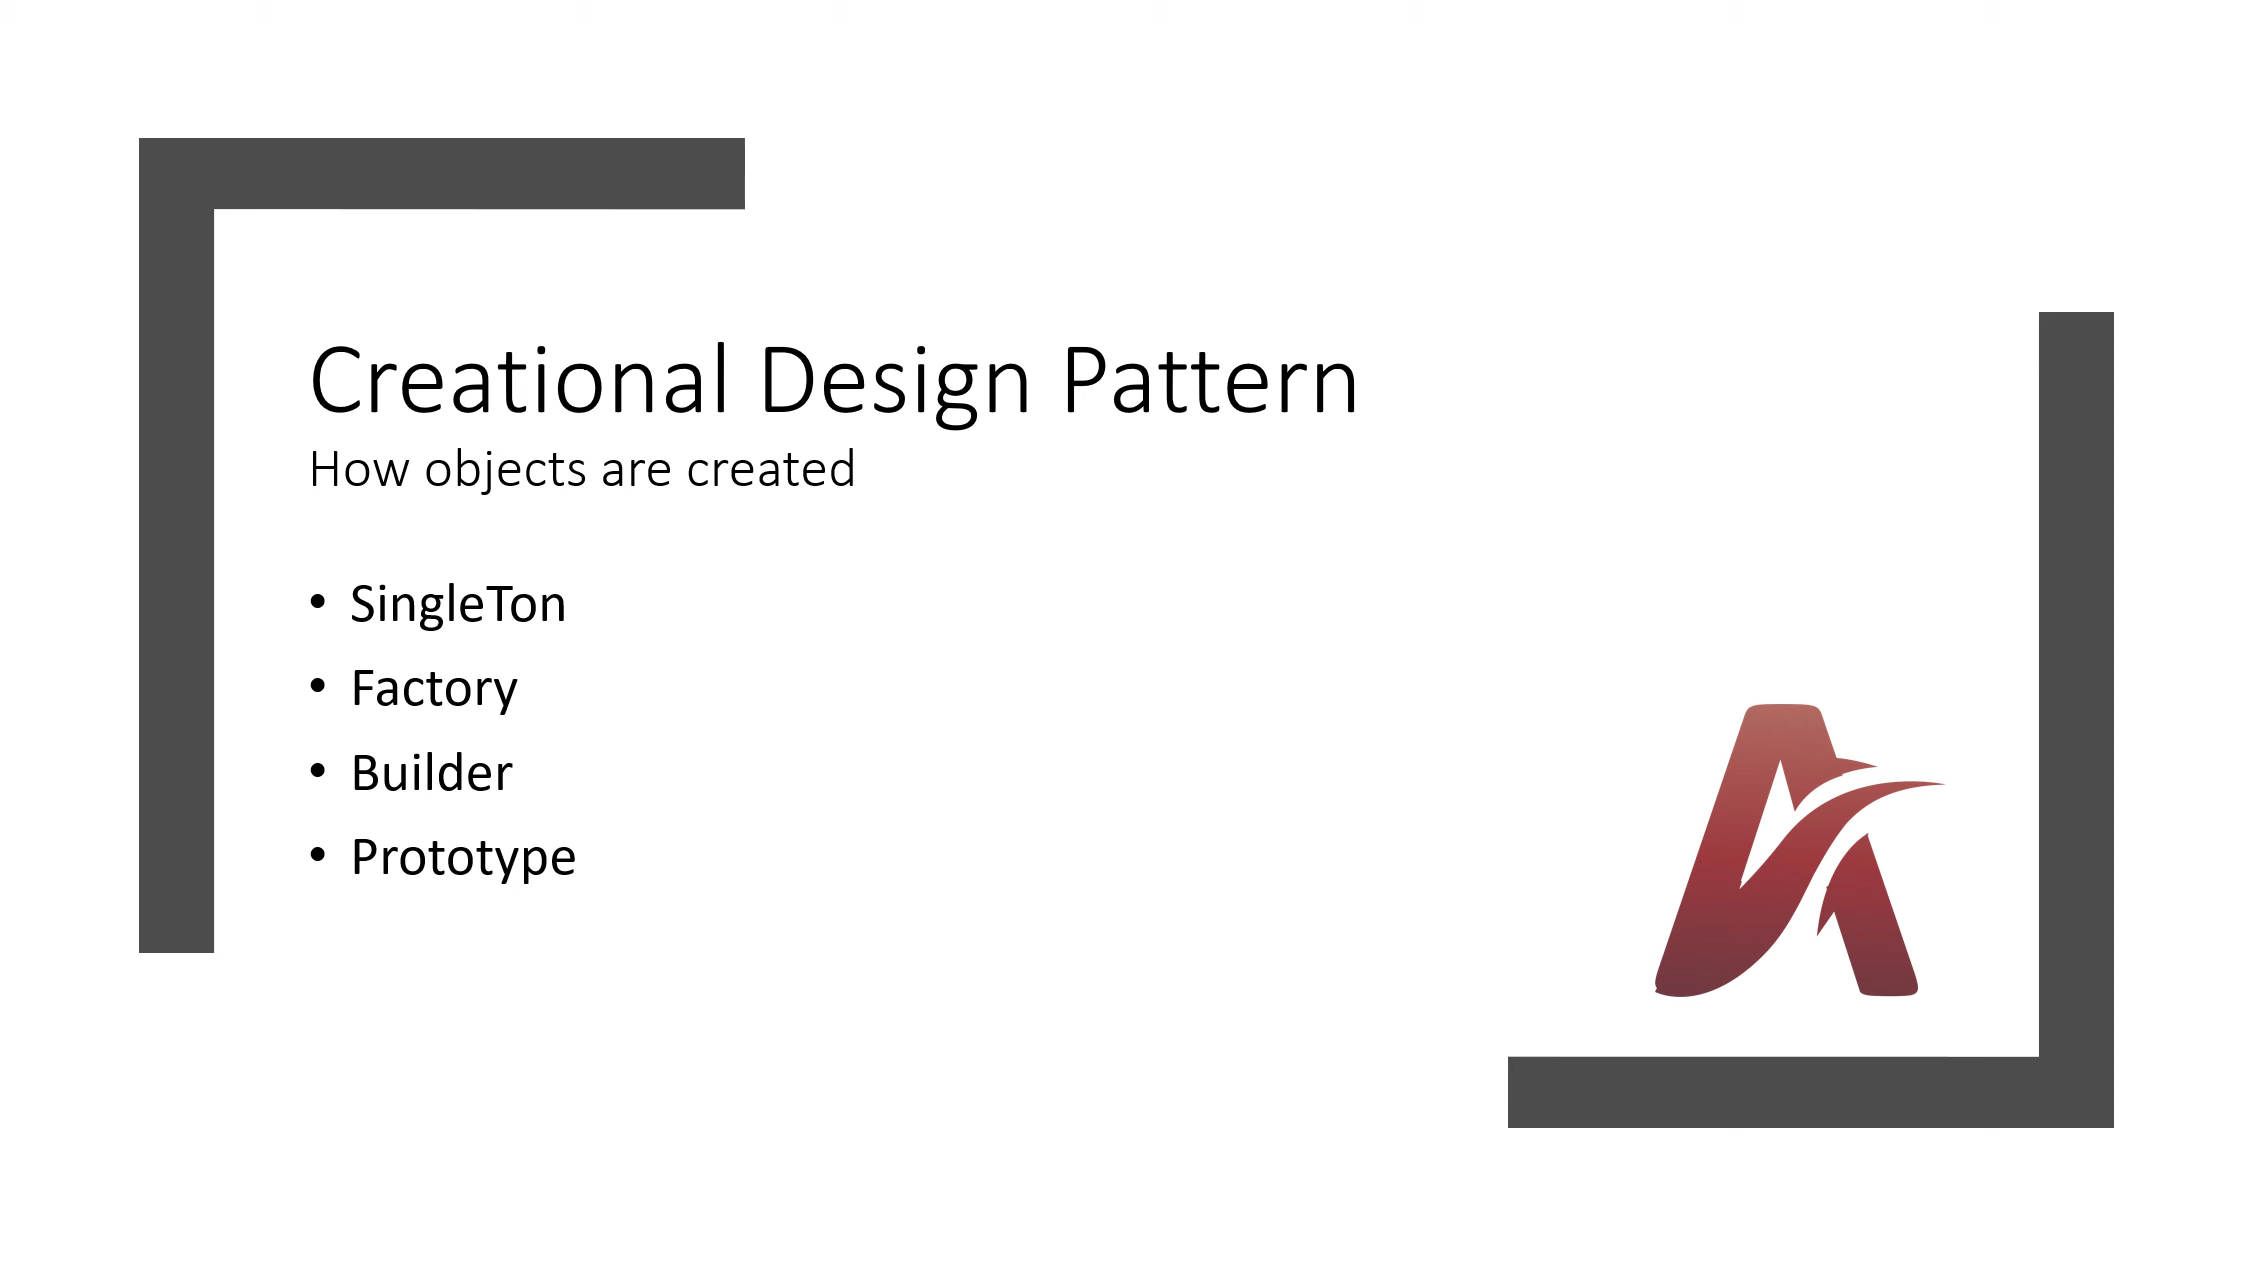 Creational Design Pattern
How objects are created
• SingleTon
• Factory
• Builder
• Prototype